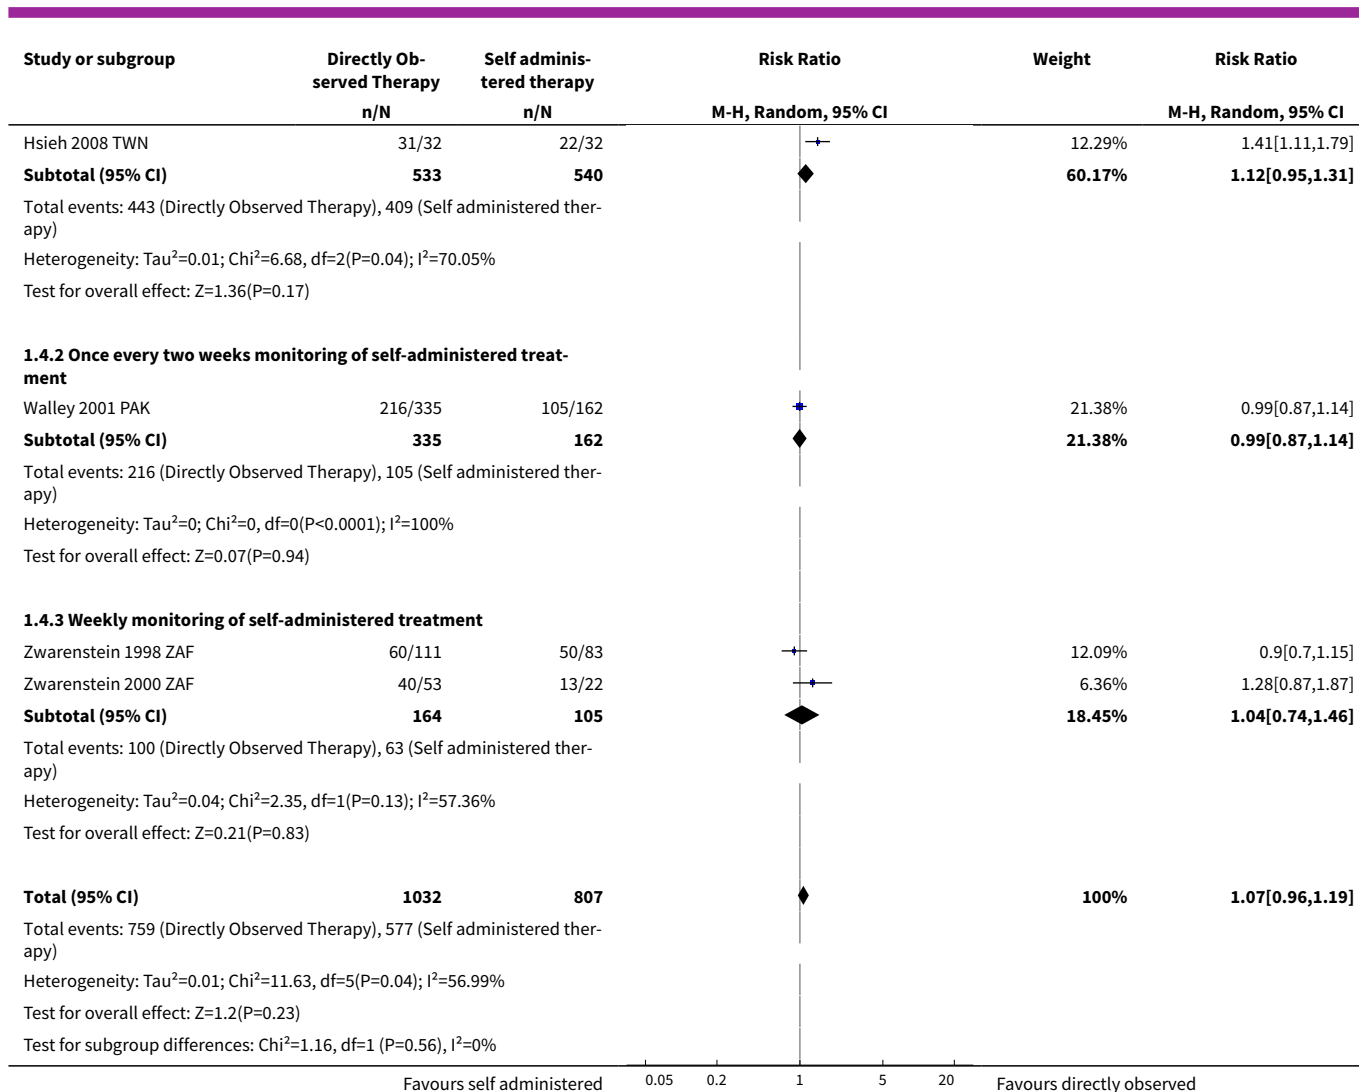 Study or subgroup Directly Ob- Self adminis- Risk Ratio Weight Risk Ratio
served Therapy tered therapy
n/N n/N M-H, Random, 95% CI M-H, Random, 95% CI
Hsieh 2008 TWN 31/32 22/32 12.29% 1.41[1.11,1.79]
Subtotal (95% CI) 533 540 60.17% 1.12[0.95,1.31]
Total events: 443 (Directly Observed Therapy), 409 (Self administered ther-
apy)
Heterogeneity: Tau²=0.01; Chi²=6.68, df=2(P=0.04); I²=70.05%
Test for overall effect: Z=1.36(P=0.17)
1.4.2 Once every two weeks monitoring of self-administered treat-
ment
Walley 2001 PAK 216/335 105/162 21.38% 0.99[0.87,1.14]
Subtotal (95% CI) 335 162 21.38% 0.99[0.87,1.14]
Total events: 216 (Directly Observed Therapy), 105 (Self administered ther-
apy)
Heterogeneity: Tau²=0; Chi²=0, df=0(P<0.0001); I²=100%
Test for overall effect: Z=0.07(P=0.94)
1.4.3 Weekly monitoring of self-administered treatment
Zwarenstein 1998 ZAF 60/111 50/83 12.09% 0.9[0.7,1.15]
Zwarenstein 2000 ZAF 40/53 13/22 6.36% 1.28[0.87,1.87]
Subtotal (95% CI) 164 105 18.45% 1.04[0.74,1.46]
Total events: 100 (Directly Observed Therapy), 63 (Self administered ther-
apy)
Heterogeneity: Tau²=0.04; Chi²=2.35, df=1(P=0.13); I²=57.36%
Test for overall effect: Z=0.21(P=0.83)
Total (95% CI) 1032 807 100% 1.07[0.96,1.19]
Total events: 759 (Directly Observed Therapy), 577 (Self administered ther-
apy)
Heterogeneity: Tau²=0.01; Chi²=11.63, df=5(P=0.04); I²=56.99%
Test for overall effect: Z=1.2(P=0.23)
Test for subgroup differences: Chi²=1.16, df=1 (P=0.56), I²=0%
Favours self administered 0.05 0.2 1 5 20 Favours directly observed